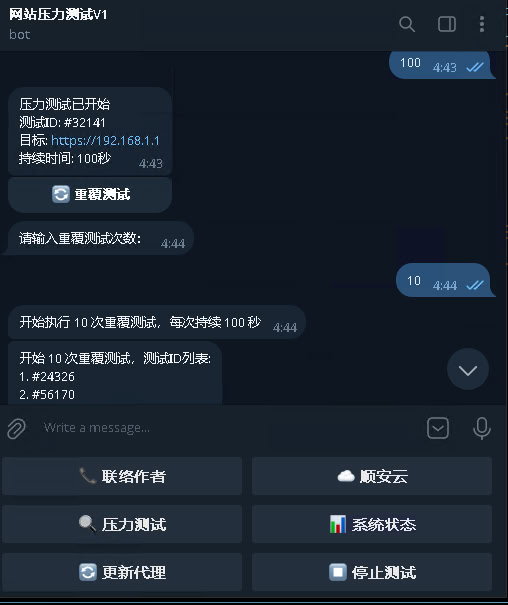 网站压力测试V1
bot
100 4:43
压力测试已开始
测试ID: #32141
目标: https://192.168.1.1
持续时间: 100秒 4:43
重覆测试
请输入重覆测试次数: 4:44
10 4:44
开始执行 10 次重覆测试，每次持续 100 秒 4:44
开始 10 次重覆测试，测试ID列表:
1. #24326
2. #56170
Write a message...
联络作者
顺安云
压力测试
系统状态
更新代理
停止测试